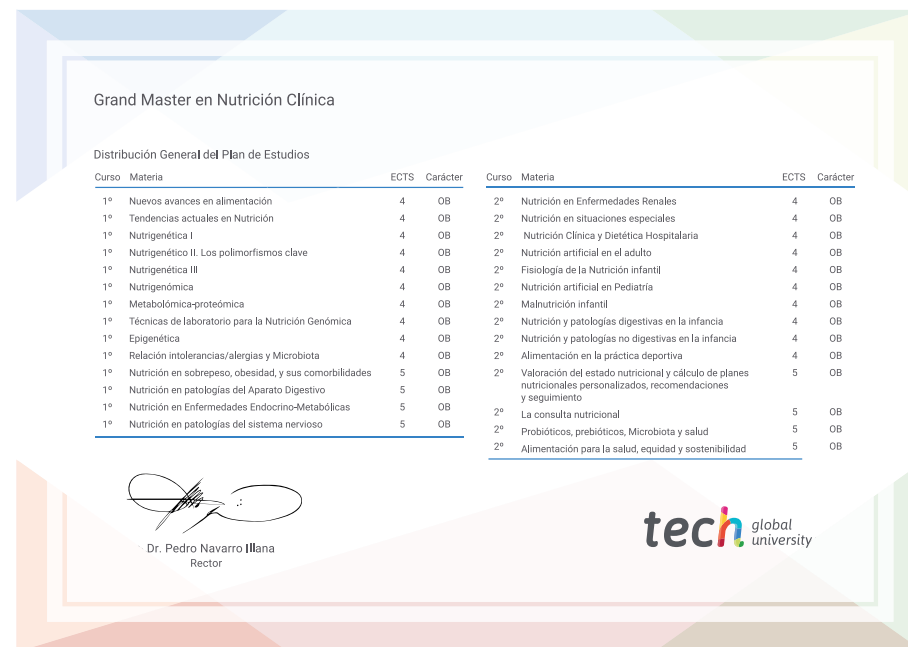 Grand Master en Nutrición Clínica
Distribución General del Plan de Estudios
Curso Materia ECTS Carácter
1º Nuevos avances en alimentación 4 OB
1º Tendencias actuales en Nutrición 4 OB
1º Nutrigenética I 4 OB
1º Nutrigenético II. Los polimorfismos clave 4 OB
1º Nutrigenética III 4 OB
1º Nutrigenómica 4 OB
1º Metabolómica-proteómica 4 OB
1º Técnicas de laboratorio para la Nutrición Genómica 4 OB
1º Epigenética 4 OB
1º Relación intolerancias/alergias y Microbiota 4 OB
1º Nutrición en sobrepeso, obesidad, y sus comorbilidades 5 OB
1º Nutrición en patologías del Aparato Digestivo 5 OB
1º Nutrición en Enfermedades Endocrino-Metabólicas 5 OB
1º Nutrición en patologías del sistema nervioso 5 OB
Curso Materia ECTS Carácter
2º Nutrición en Enfermedades Renales 4 OB
2º Nutrición en situaciones especiales 4 OB
2º Nutrición Clínica y Dietética Hospitalaria 4 OB
2º Nutrición artificial en el adulto 4 OB
2º Fisiología de la Nutrición infantil 4 OB
2º Nutrición artificial en Pediatría 4 OB
2º Malnutrición infantil 4 OB
2º Nutrición y patologías digestivas en la infancia 4 OB
2º Nutrición y patologías no digestivas en la infancia 4 OB
2º Alimentación en la práctica deportiva 4 OB
2º Valoración del estado nutricional y cálculo de planes 5 OB
nutricionales personalizados, recomendaciones
y seguimiento
2º La consulta nutricional 5 OB
2º Probióticos, prebióticos, Microbiota y salud 5 OB
2º Alimentación para la salud, equidad y sostenibilidad 5 OB
Dr. Pedro Navarro Illana
Rector
tech global
university